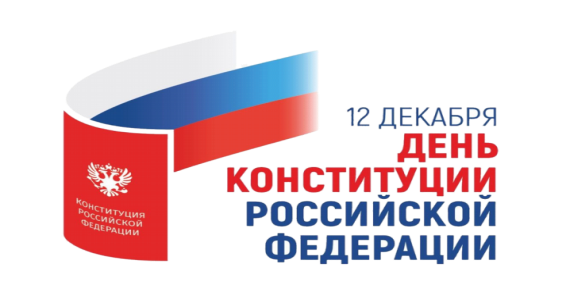 КОНСТИТУЦИЯ
РОССИЙСКОЙ
ФЕДЕРАЦИИ
12 ДЕКАБРЯ
ДЕНЬ
КОНСТИТУЦИИ
РОССИЙСКОЙ
ФЕДЕРАЦИИ